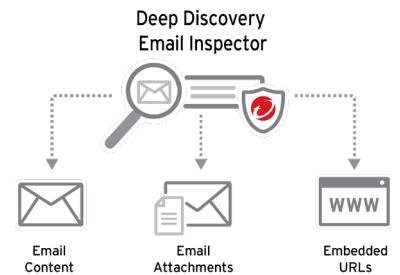 Deep Discovery
Email Inspector
WWW
Email
Content
Email
Attachments
Embedded
URLs